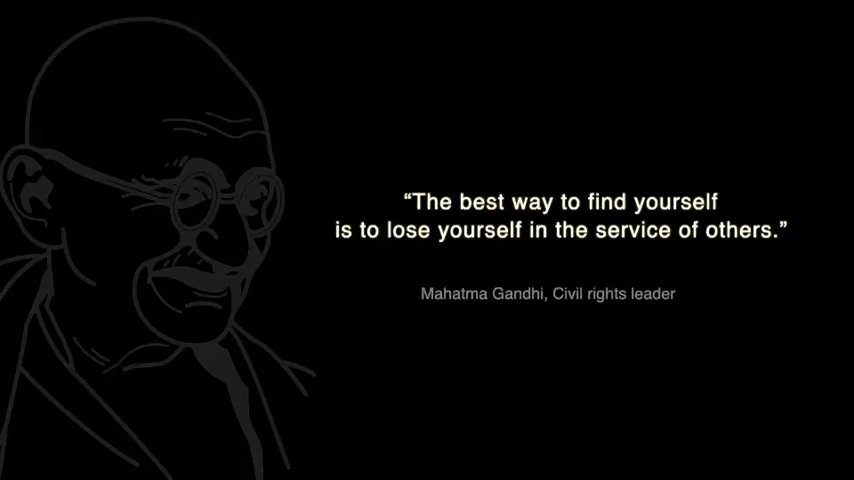 “The best way to find yourself
is to lose yourself in the service of others.”
Mahatma Gandhi, Civil rights leader